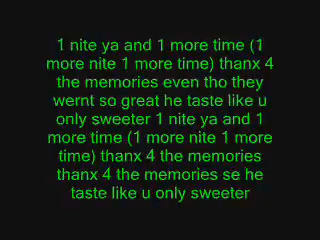 1 nite ya and 1 more time (1
more nite 1 more time) thanx 4
the memories even tho they
wernt so great he taste like u
only sweeter 1 nite ya and 1
more time (1 more nite 1 more
time) thanx 4 the memories
thanx 4 the memories se he
taste like u only sweeter